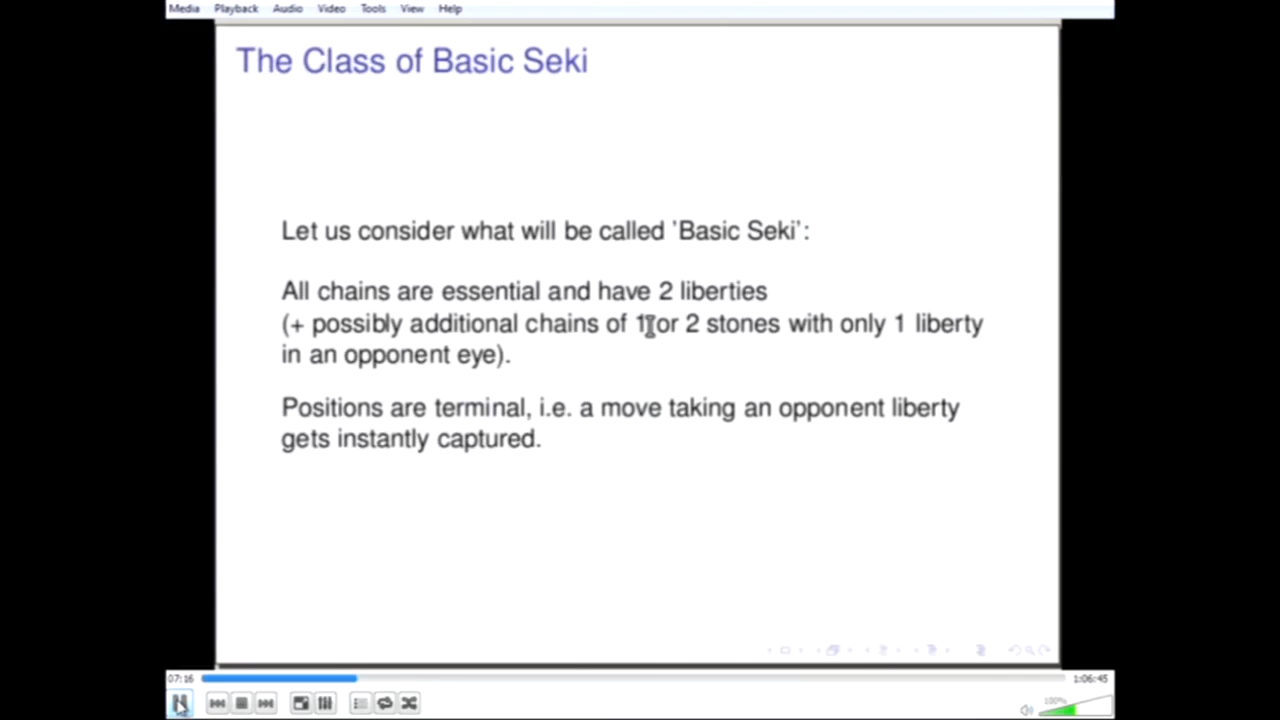 Media Playback Audio Video Tools View Help
The Class of Basic Seki
Let us consider what will be called 'Basic Seki':
All chains are essential and have 2 liberties
(+ possibly additional chains of 1 or 2 stones with only 1 liberty
in an opponent eye).
Positions are terminal, i.e. a move taking an opponent liberty
gets instantly captured.
07:16
1:06:45
100%